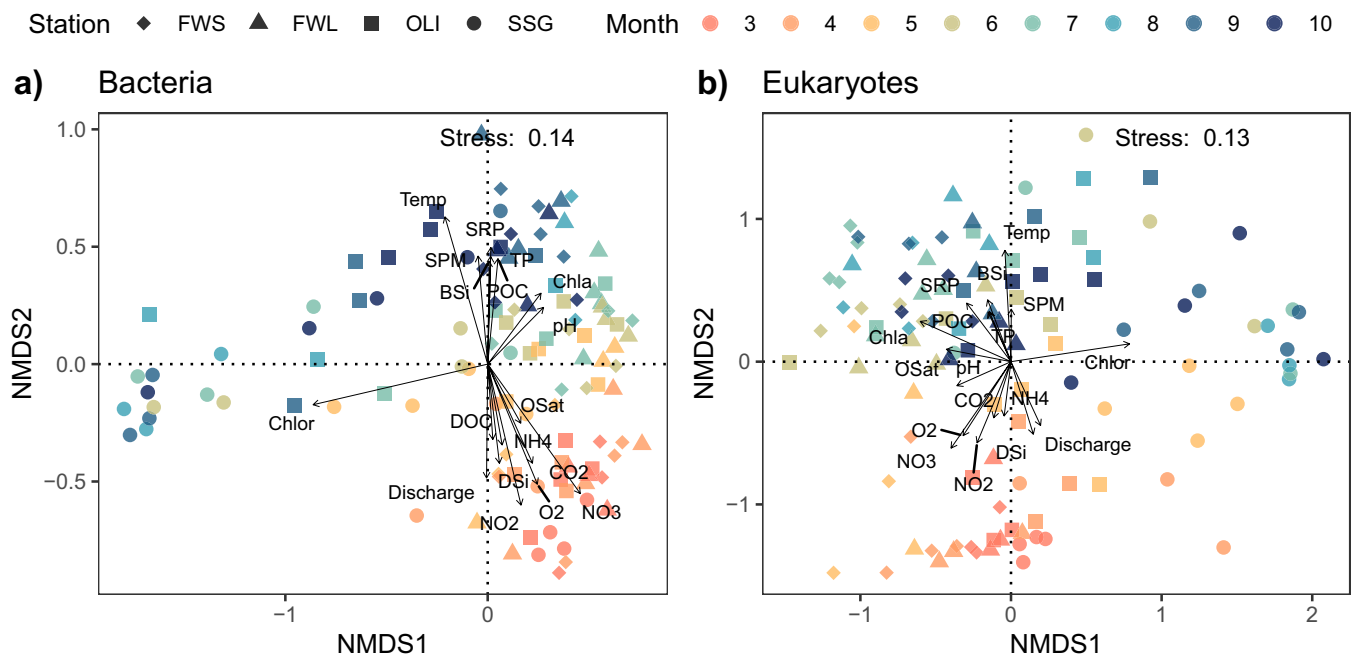 Station FWS FWL OLI SSG Month 3 4 5 6 7 8 9 10
a) Bacteria
Stress: 0.14
1.0
0.5
0.0
−0.5
NMDS2
Temp
SRP
SPM
TP
BSi
POC
Chla
pH
Chlor
DOC
OSat
NH4
CO2
DSi
Discharge
NO2
O2
NO3
−1
0
NMDS1
b) Eukaryotes
Stress: 0.13
1
0
−1
NMDS2
Temp
BSi
SRP
SPM
POC
TP
Chla
Chlor
OSat
pH
CO2
NH4
O2
Discharge
DSi
NO3
NO2
−1
0
1
2
NMDS1